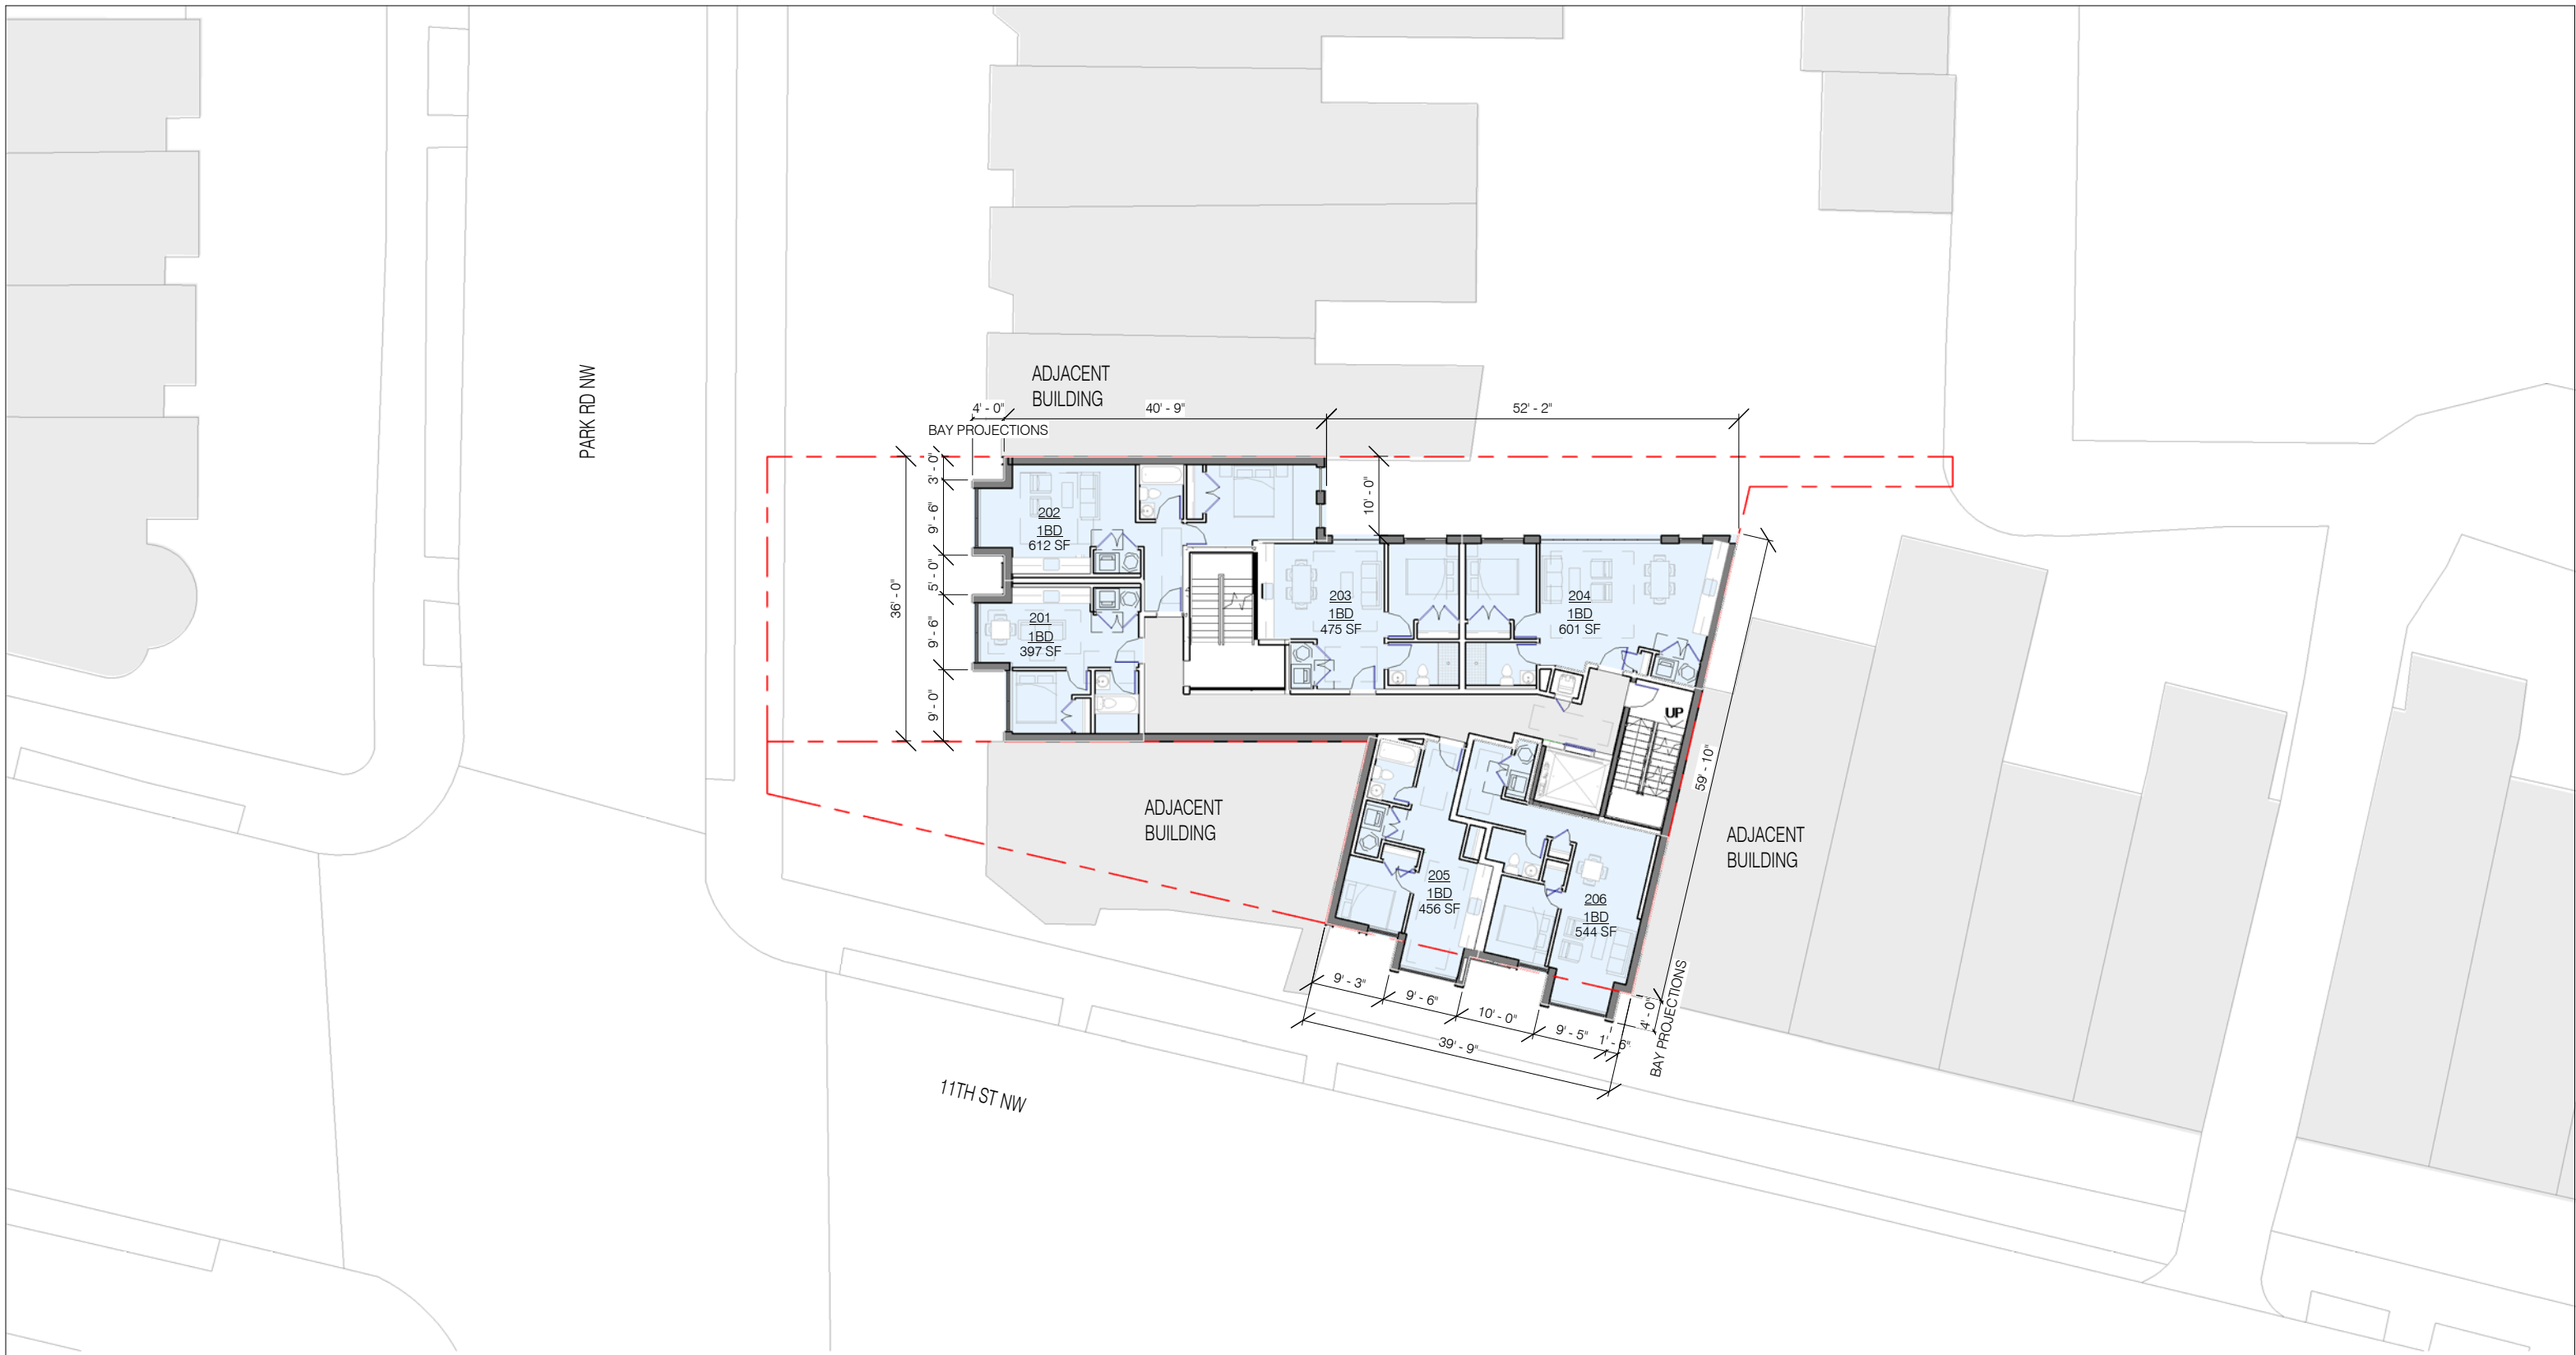 PARK RD NW
ADJACENT
BUILDING
4' - 0"
40' - 9"
52' - 2"
BAY PROJECTIONS
3' - 0"
9' - 6"
5' - 0"
9' - 6"
9' - 0"
36' - 0"
10' - 0"
202
1BD
612 SF
201
1BD
397 SF
203
1BD
475 SF
204
1BD
601 SF
UP
59' - 10"
ADJACENT
BUILDING
ADJACENT
BUILDING
205
1BD
456 SF
206
1BD
544 SF
9' - 3"
9' - 6"
10' - 0"
9' - 5"
1' - 6"
4' - 0"
BAY PROJECTIONS
39' - 9"
11TH ST NW